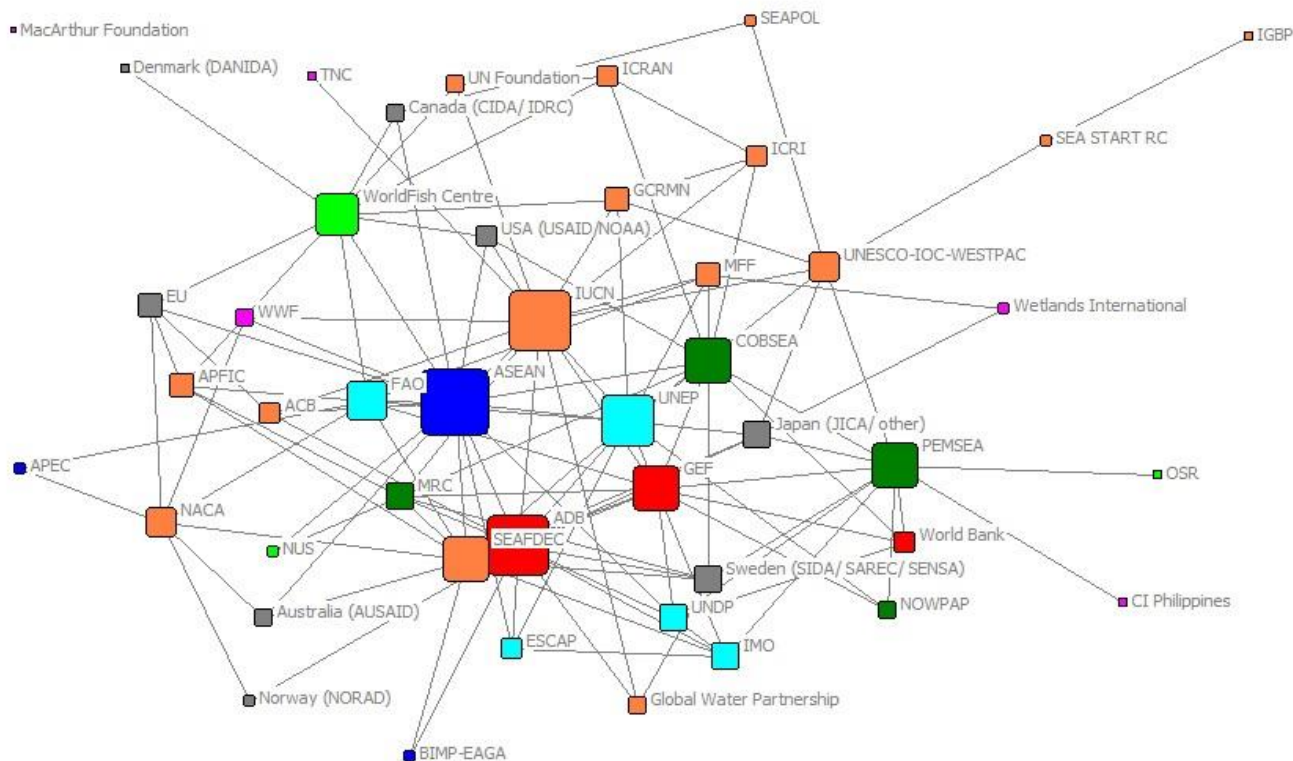 SEAPOL
MacArthur Foundation
IGBP
Denmark (DANIDA)
TNC
UN Foundation
ICRAN
Canada (CIDA/ IDRC)
SEA START RC
ICRI
WorldFish Centre
GCRMN
USA (USAID/NOAA)
UNESCO-IOC-WESTPAC
MFF
EU
WWF
IUCN
Wetlands International
COBSEA
APFIC
FAO
ASEAN
ACB
UNEP
Japan (JICA/ other)
PEMSEA
APEC
GEF
OSR
MRC
NACA
ADB
SEAFDEC
World Bank
NUS
Sweden (SIDA/ SAREC/ SENSA)
CI Philippines
Australia (AUSAID)
UNDP
NOWPAP
ESCAP
IMO
Norway (NORAD)
Global Water Partnership
BIMP-EAGA